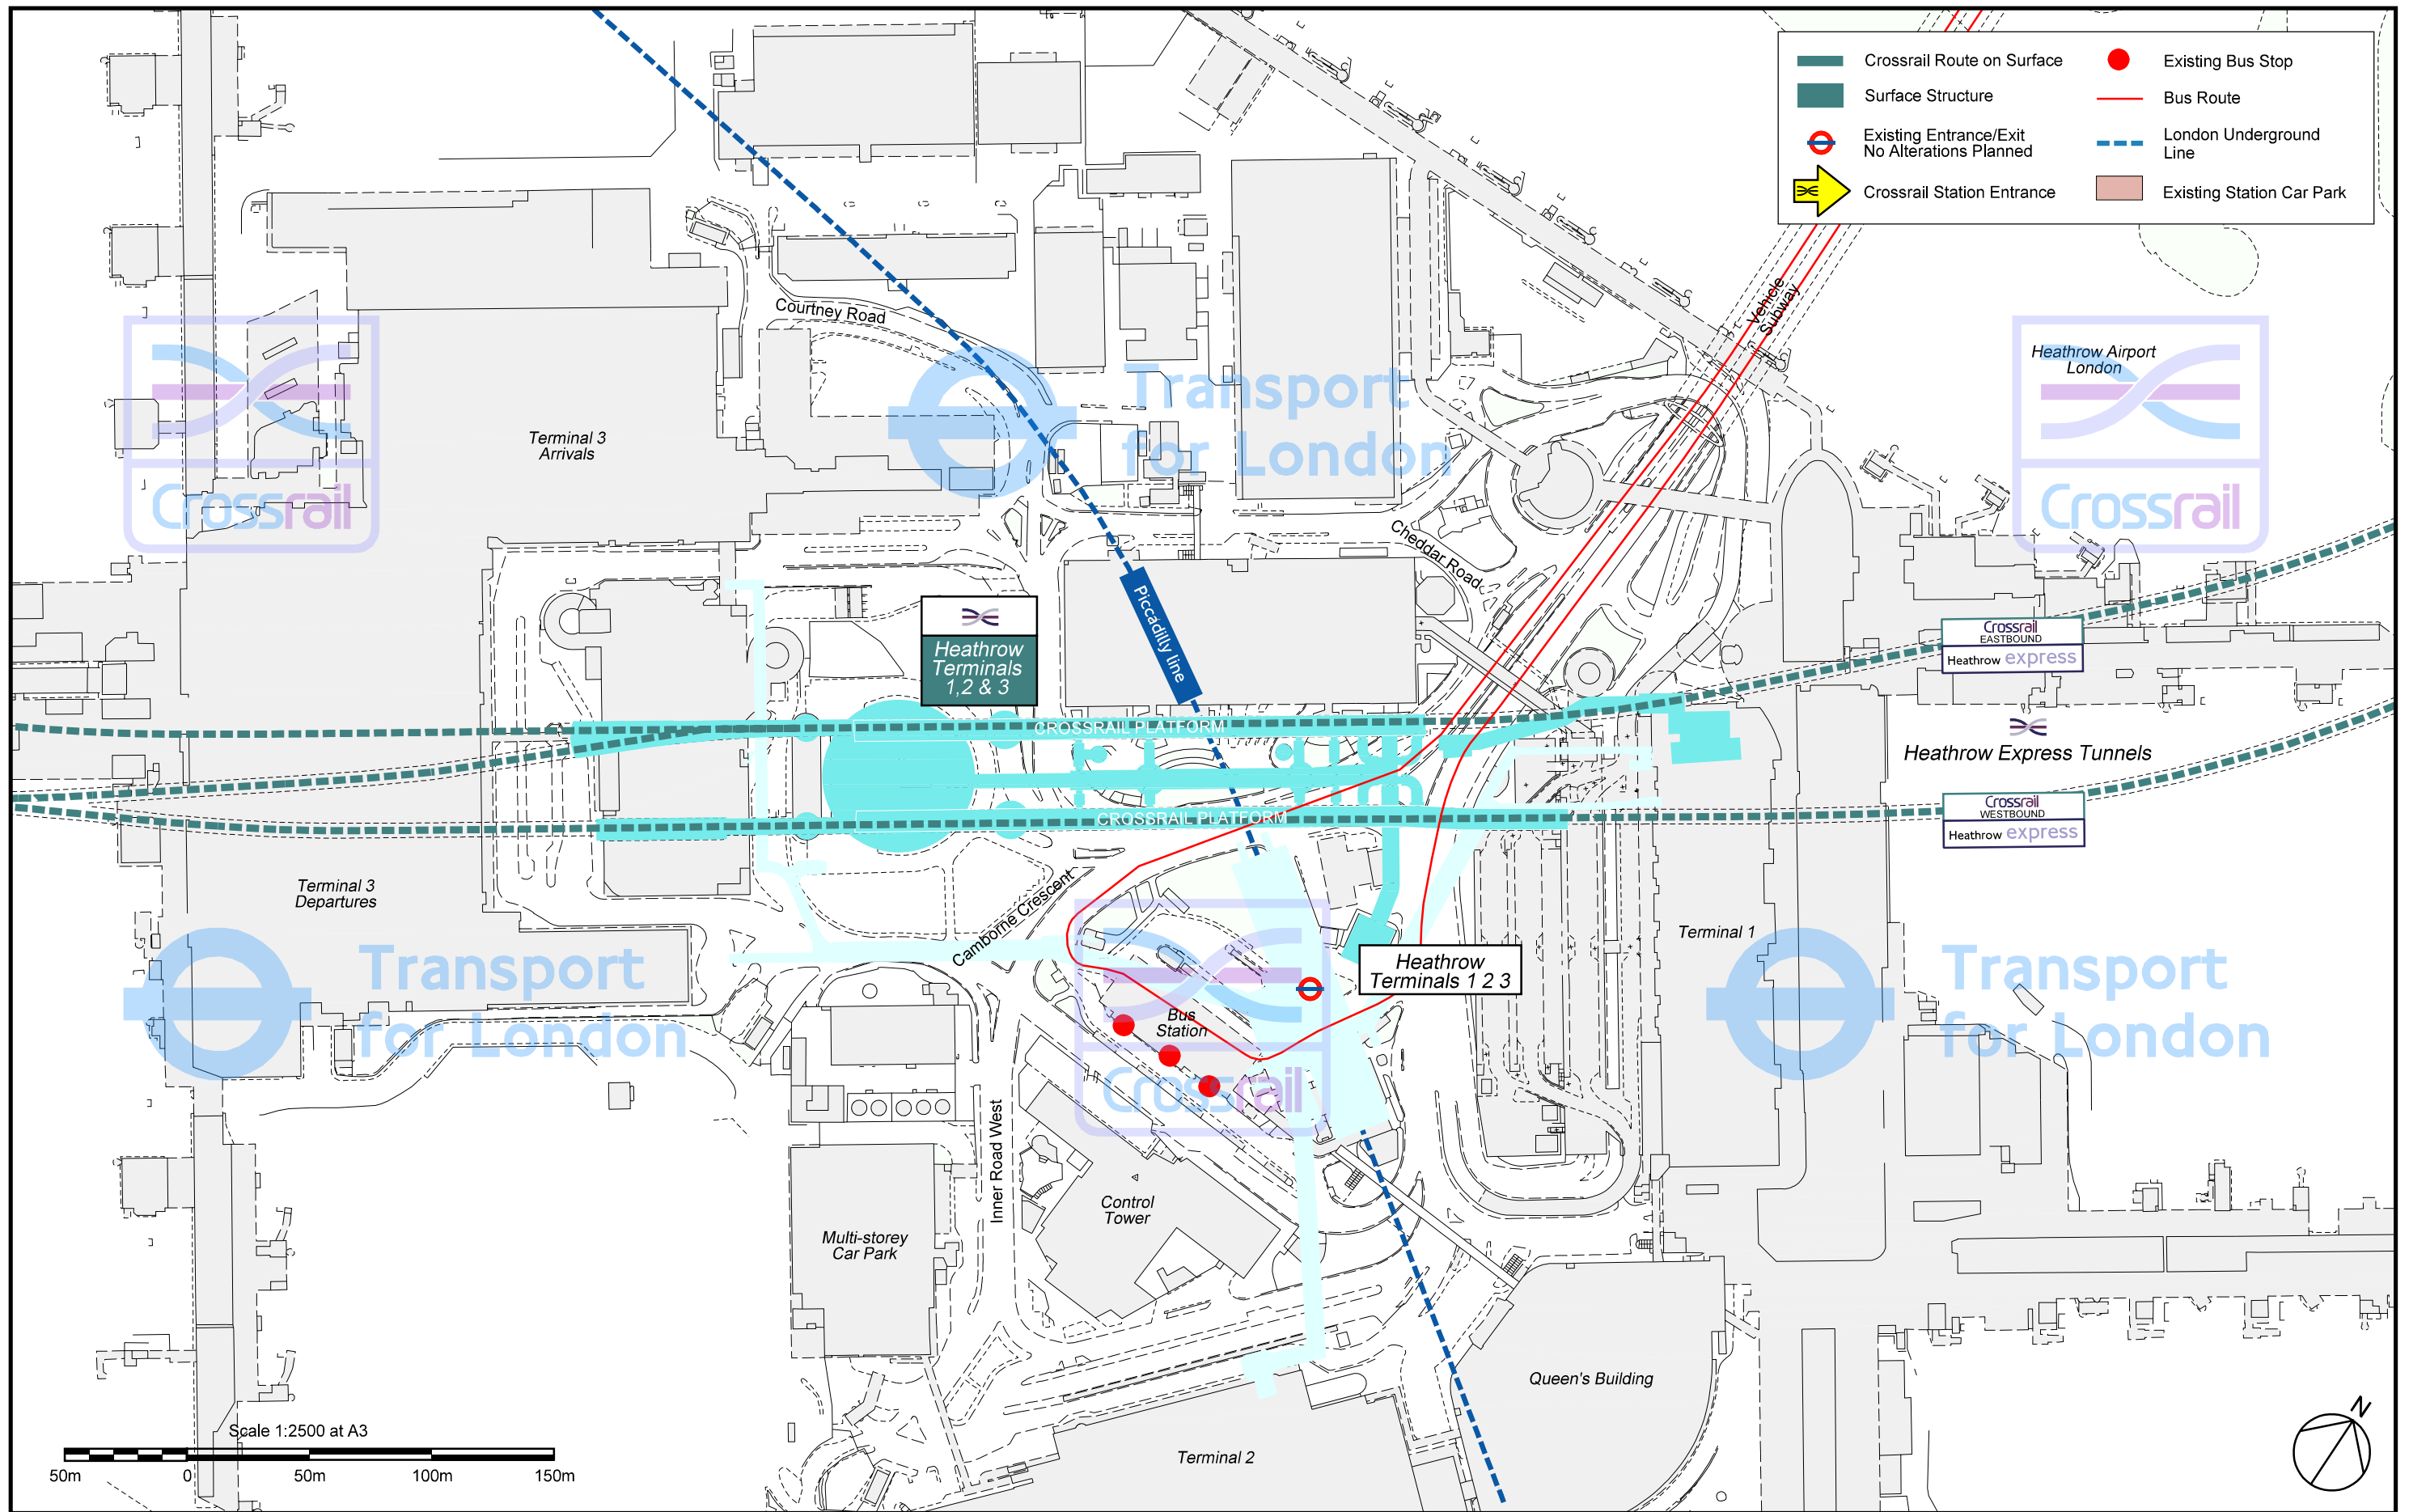 Crossrail Route on Surface
Existing Bus Stop
Surface Structure
Bus Route
Existing Entrance/Exit
No Alterations Planned
London Underground
Line
Crossrail Station Entrance
Existing Station Car Park
Vehicle
Subway
Courtney Road
Heathrow Airport
London
Transport
for London
Terminal 3
Arrivals
Crossrail
Crossrail
Cheddar Road
Piccadilly line
Heathrow
Terminals
1,2 & 3
Crossrail
EASTBOUND
Heathrow express
CROSSRAIL PLATFORM
Heathrow Express Tunnels
CROSSRAIL PLATFORM
Crossrail
WESTBOUND
Heathrow express
Terminal 3
Departures
Camborne Crescent
Terminal 1
Transport
for London
Heathrow
Terminals 1 2 3
Transport
for London
Bus
Station
Crossrail
Inner Road West
Control
Tower
Multi-storey
Car Park
Queen's Building
Terminal 2
Scale 1:2500 at A3
50m 0 50m 100m 150m
N